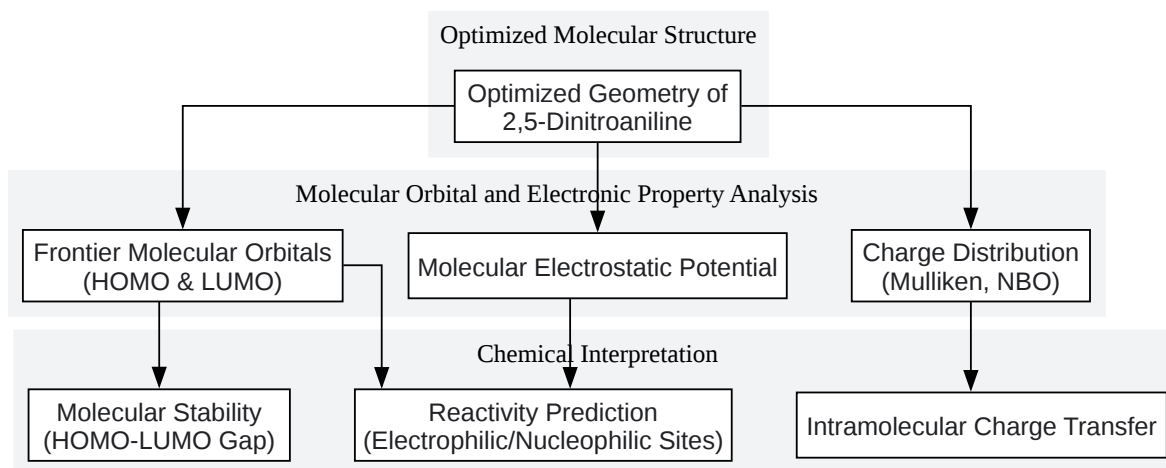 Optimized Molecular Structure
Optimized Geometry of
2,5-Dinitroaniline
Molecular Orbital and Electronic Property Analysis
Frontier Molecular Orbitals
(HOMO & LUMO)
Molecular Electrostatic Potential
Charge Distribution
(Mulliken, NBO)
Chemical Interpretation
Molecular Stability
(HOMO-LUMO Gap)
Reactivity Prediction
(Electrophilic/Nucleophilic Sites)
Intramolecular Charge Transfer